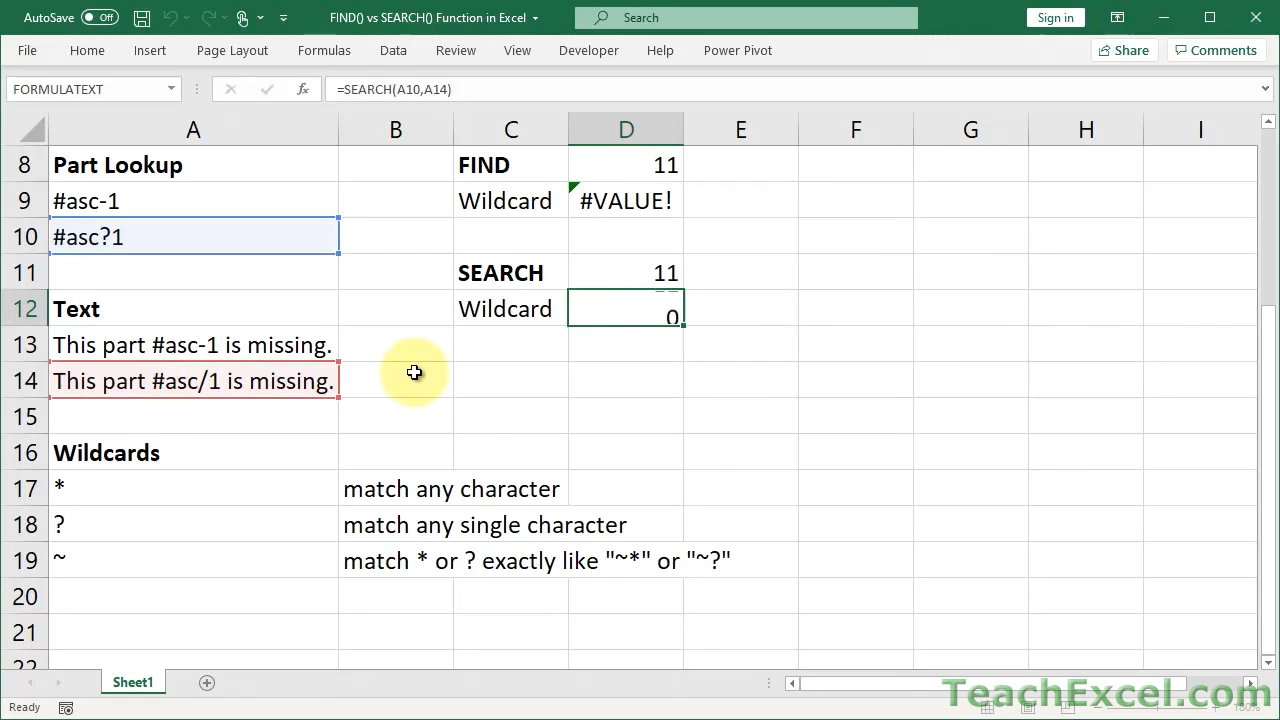 AutoSave Off FIND() vs SEARCH() Function in Excel Search Sign in
File Home Insert Page Layout Formulas Data Review View Developer Help Power Pivot Share Comments
FORMULATEXT fx =SEARCH(A10,A14)
A B C D E F G H I
8 Part Lookup FIND 11
9 #asc-1 Wildcard #VALUE!
10 #asc?1
11 SEARCH 11
12 Text Wildcard 0
13 This part #asc-1 is missing.
14 This part #asc/1 is missing.
15
16 Wildcards
17 * match any character
18 ? match any single character
19 ~ match * or ? exactly like "~*" or "~?"
20
21
22
Sheet1
TeachExcel.com
Ready 160%